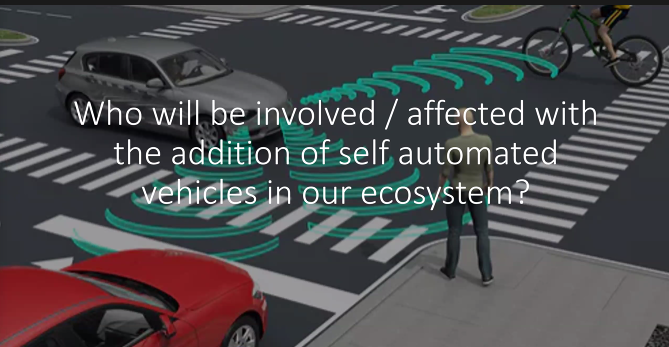 Who will be involved / affected with
the addition of self automated
vehicles in our ecosystem?